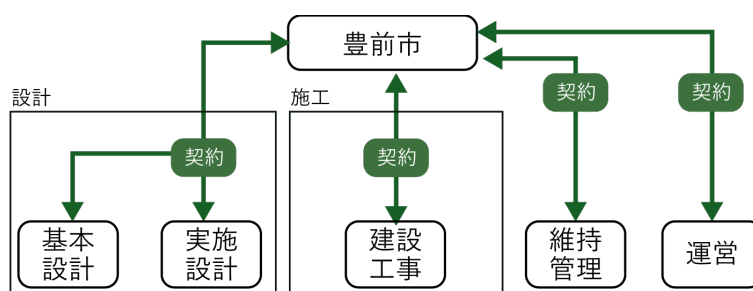 豊前市
設計
施工
契約
契約
契約
契約
基本
設計
実施
設計
建設
工事
維持
管理
運営